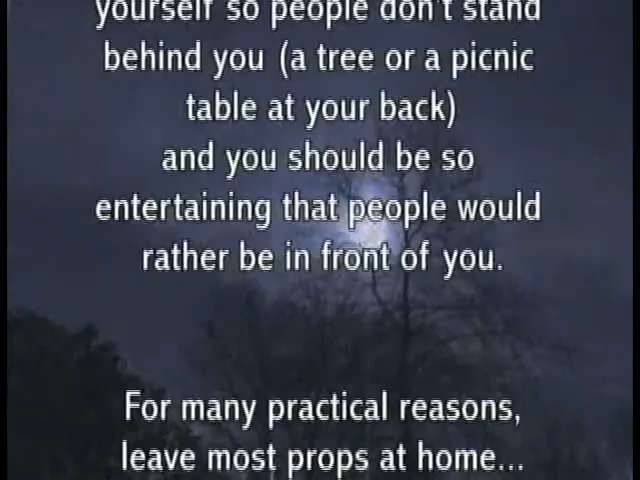 yourself so people don't stand
behind you (a tree or a picnic
table at your back)
and you should be so
entertaining that people would
rather be in front of you.
For many practical reasons,
leave most props at home...